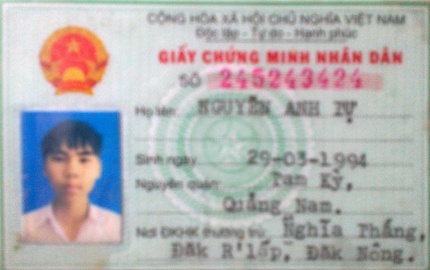 CỘNG HÒA XÃ HỘI CHỦ NGHĨA VIỆT NAM
Độc lập - Tự do - Hạnh phúc
GIẤY CHỨNG MINH NHÂN DÂN
SỐ 245243424
Họ tên: NGUYỄN ANH TỰ
Sinh ngày 29-03-1994
Nguyên quán: Tam Kỳ,
Quảng Nam.
Nơi ĐKHK thường trú: Nghĩa Thắng,
Đăk R'lấp, Đăk Nông.